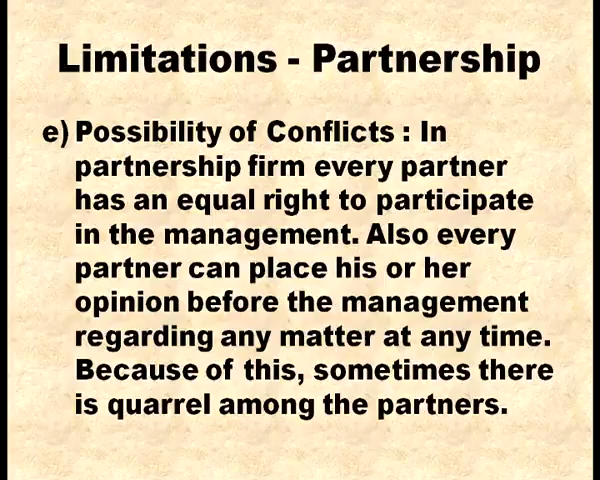 Limitations - Partnership
e) Possibility of Conflicts : In
partnership firm every partner
has an equal right to participate
in the management. Also every
partner can place his or her
opinion before the management
regarding any matter at any time.
Because of this, sometimes there
is quarrel among the partners.